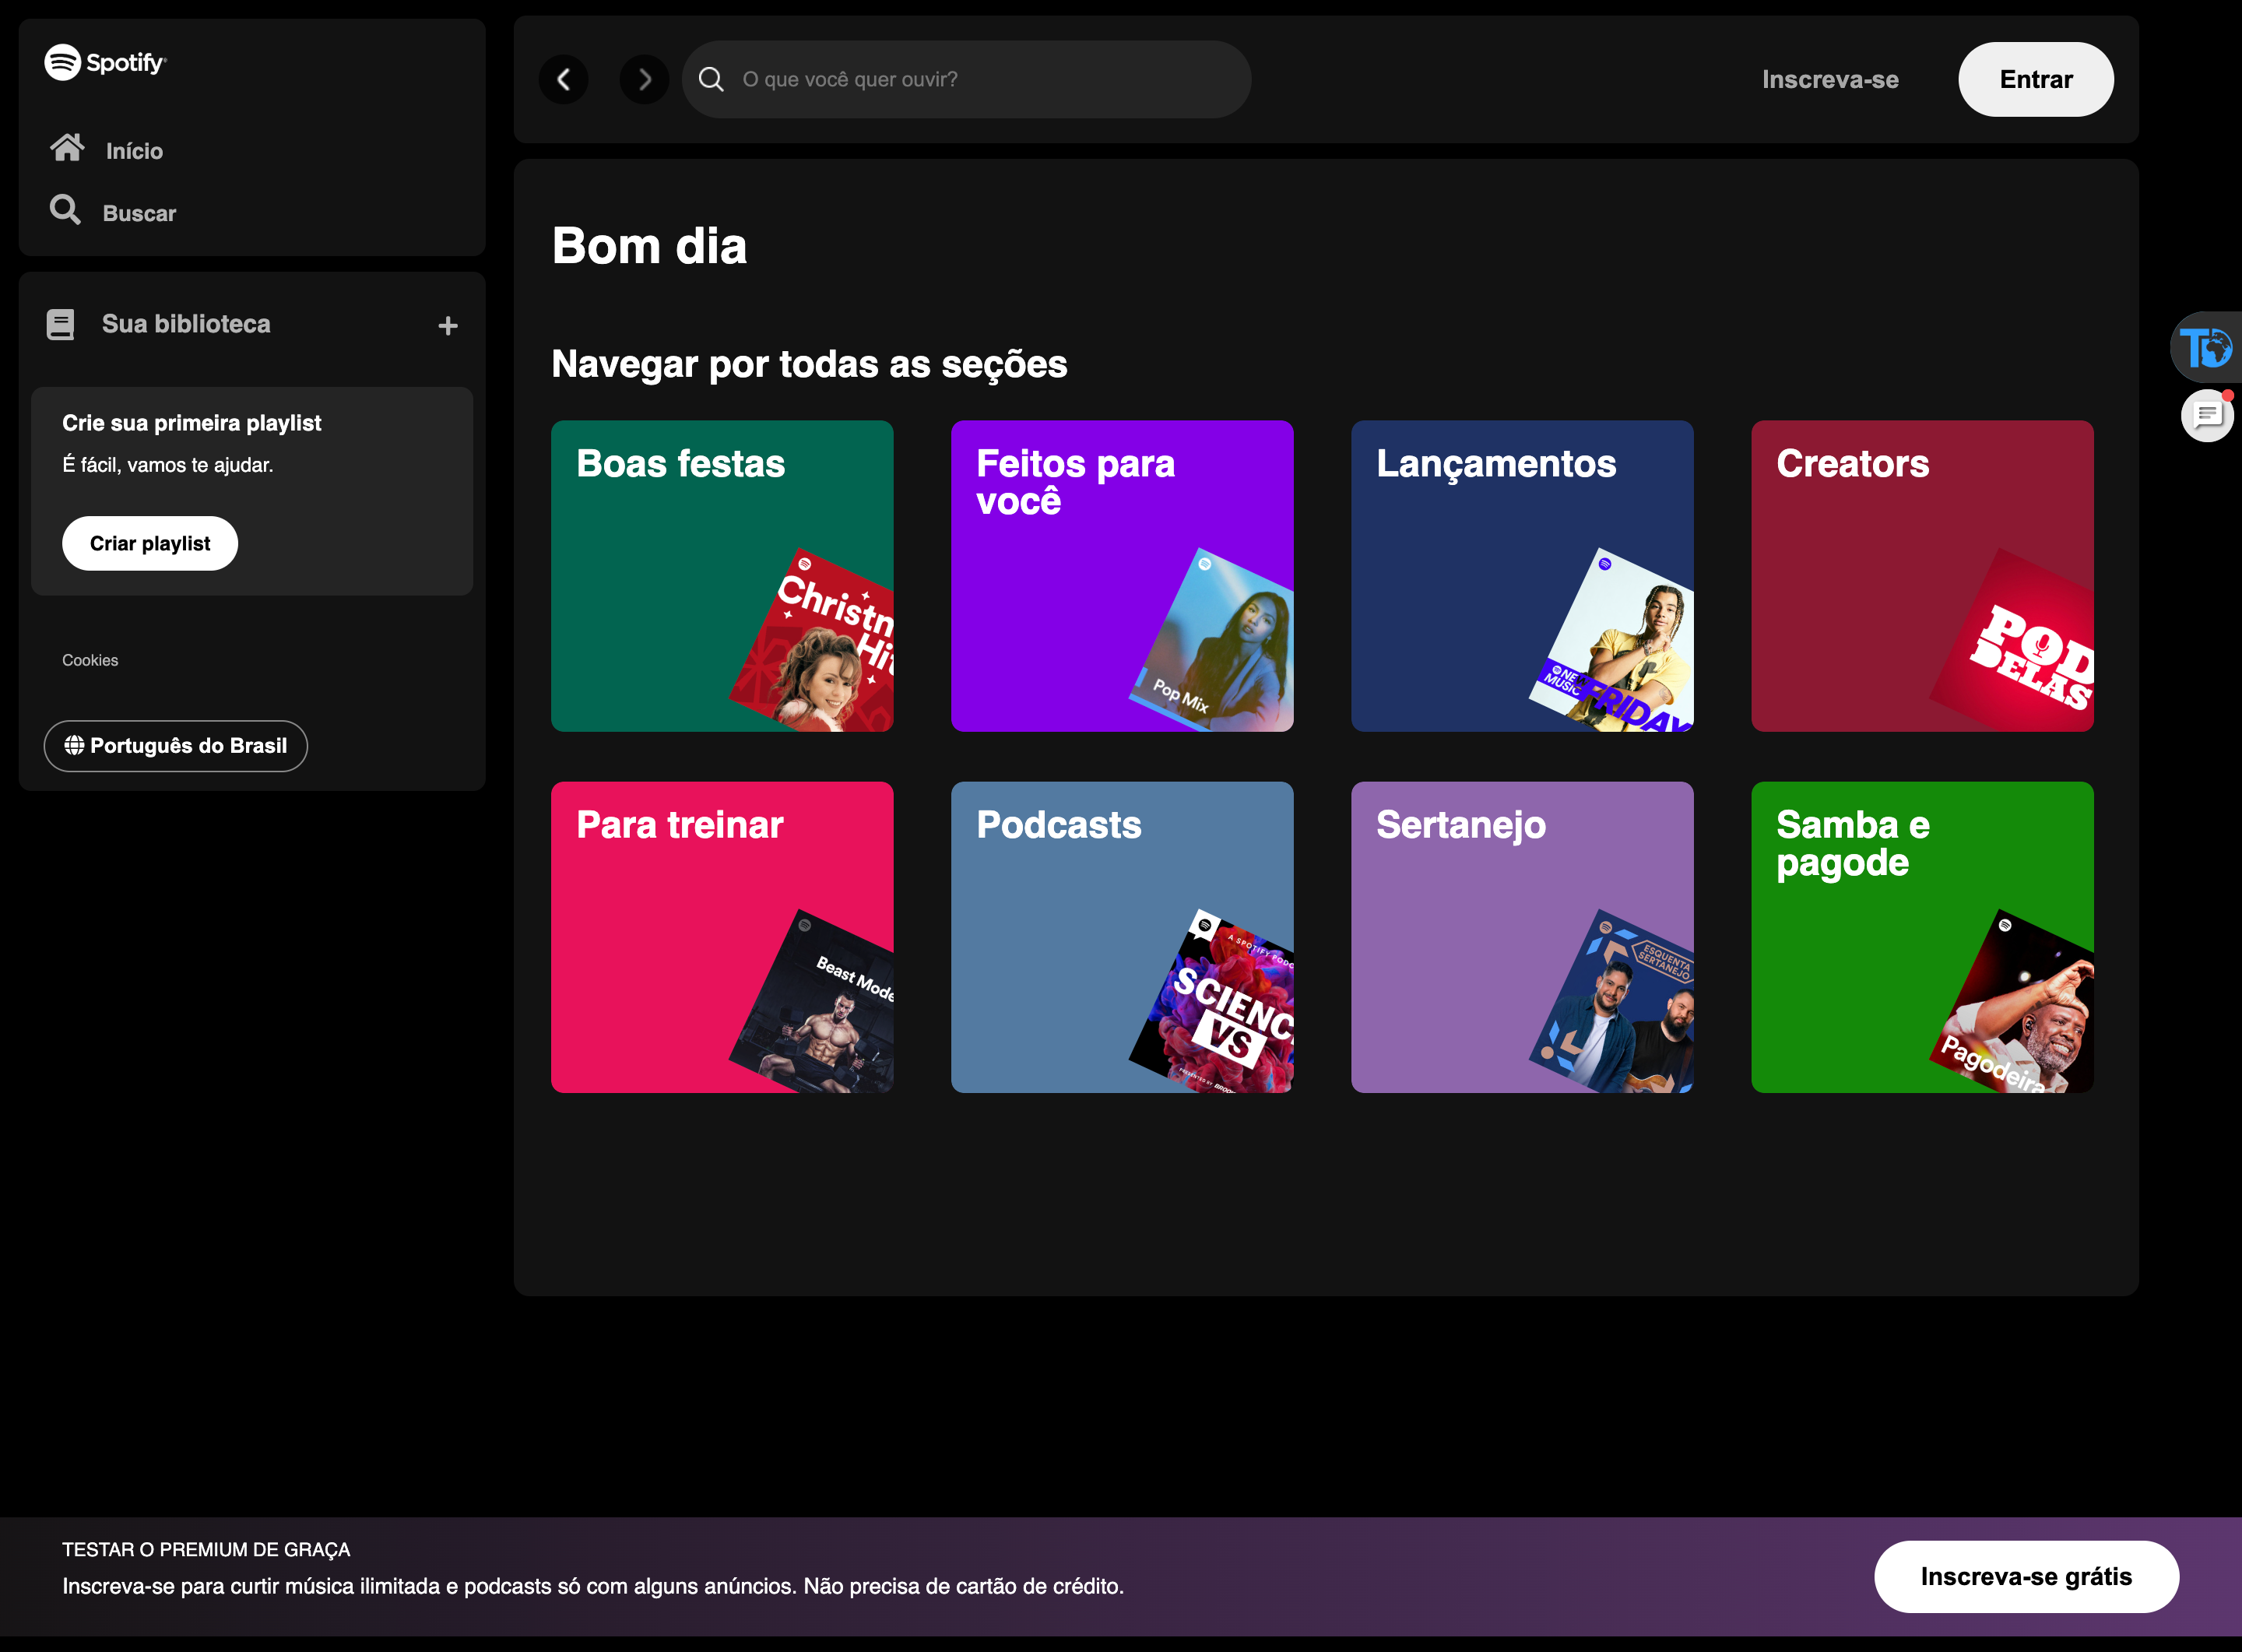 Spotify
Início
Buscar
Sua biblioteca
Crie sua primeira playlist
É fácil, vamos te ajudar.
Criar playlist
Cookies
Português do Brasil
O que você quer ouvir?
Inscreva-se
Entrar
Bom dia
Navegar por todas as seções
Boas festas
Christm
Hit
Feitos para
você
Pop Mix
Lançamentos
NE
MUSIC
FRIDAY
Creators
POD
DELAS
Para treinar
Beast Mode
Podcasts
A SPOTIFY PODC
SCIENC
VS
PRESENTED BY
Sertanejo
ESQUENTA
SERTANEJO
Samba e
pagode
Pagodeira
TESTAR O PREMIUM DE GRAÇA
Inscreva-se para curtir música ilimitada e podcasts só com alguns anúncios. Não precisa de cartão de crédito.
Inscreva-se grátis